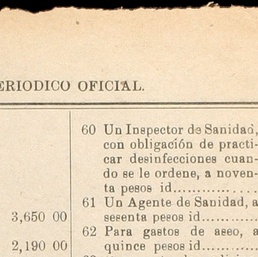 ERIODICO OFICIAL.
60 Un Inspector de Sanidad,
con obligación de practi-
car desinfecciones cuan-
do se le ordene, a noven-
ta pesos id..............
61 Un Agente de Sanidad, a
3,650 00 sesenta pesos id.........
62 Para gastos de aseo, a
2,190 00 quince pesos id..........